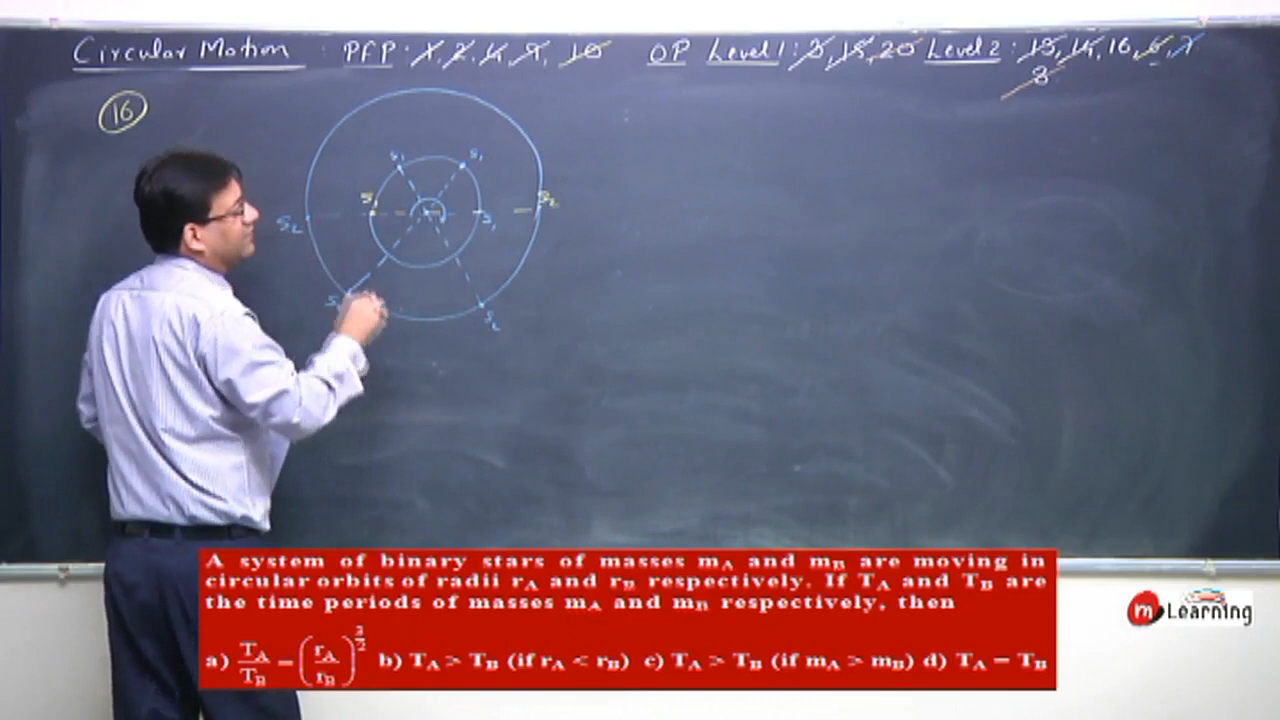 Circular Motion : PFP : 1, 2, 4, 9, 10 OP Level 1 : 3, 15, 20 Level 2 : 13, 14, 16, 6, 7
8
16
S1 S1
S1 S2
S2 S1
S2
A system of binary stars of masses mA and mB are moving in
circular orbits of radii rA and rB respectively. If TA and TB are
the time periods of masses mA and mB respectively, then
a) TA/TB = (rA/rB)^3/2 b) TA > TB (if rA < rB) c) TA > TB (if mA > mB) d) TA = TB
m Learning